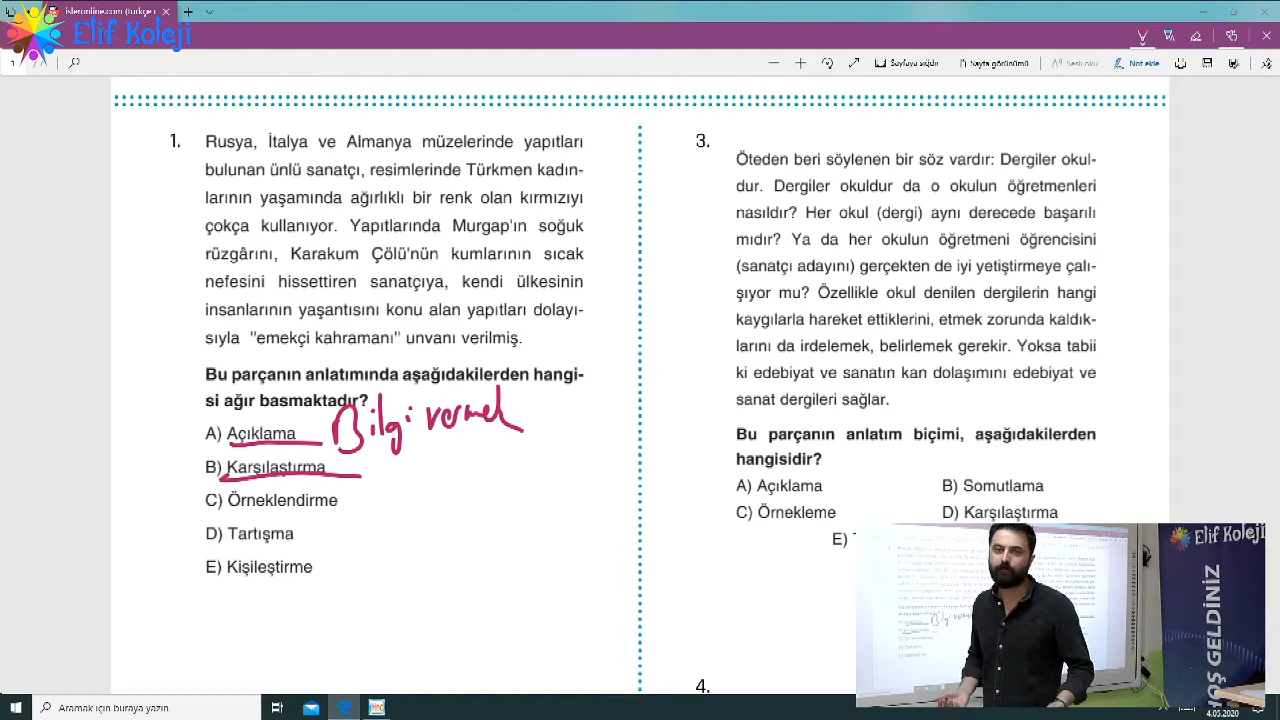 Elif Koleji
1
Sayfaya sığdır
Sayfa görünümü
Sesli oku
Not ekle
1.
Rusya, İtalya ve Almanya müzelerinde yapıtları
bulunan ünlü sanatçı, resimlerinde Türkmen kadın-
larının yaşamında ağırlıklı bir renk olan kırmızıyı
çokça kullanıyor. Yapıtlarında Murgap'ın soğuk
rüzgârını, Karakum Çölü'nün kumlarının sıcak
nefesini hissettiren sanatçıya, kendi ülkesinin
insanlarının yaşantısını konu alan yapıtları dolayı-
sıyla "emekçi kahramanı" unvanı verilmiş.
Bu parçanın anlatımında aşağıdakilerden hangi-
si ağır basmaktadır?
A) Açıklama
Bilgi vermek
B) Karşılaştırma
C) Örneklendirme
D) Tartışma
E) Kişileştirme
3.
Öteden beri söylenen bir söz vardır: Dergiler okul-
dur. Dergiler okuldur da o okulun öğretmenleri
nasıldır? Her okul (dergi) aynı derecede başarılı
mıdır? Ya da her okulun öğretmeni öğrencisini
(sanatçı adayını) gerçekten de iyi yetiştirmeye çalı-
şıyor mu? Özellikle okul denilen dergilerin hangi
kaygılarla hareket ettiklerini, etmek zorunda kaldık-
larını da irdelemek, belirlemek gerekir. Yoksa tabii
ki edebiyat ve sanatın kan dolaşımını edebiyat ve
sanat dergileri sağlar.
Bu parçanın anlatım biçimi, aşağıdakilerden
hangisidir?
A) Açıklama B) Somutlama
C) Örnekleme D) Karşılaştırma
E)
4.
Elif Koleji
HOŞ GELDİNİZ
Aramak için buraya yazın
4.05.2020